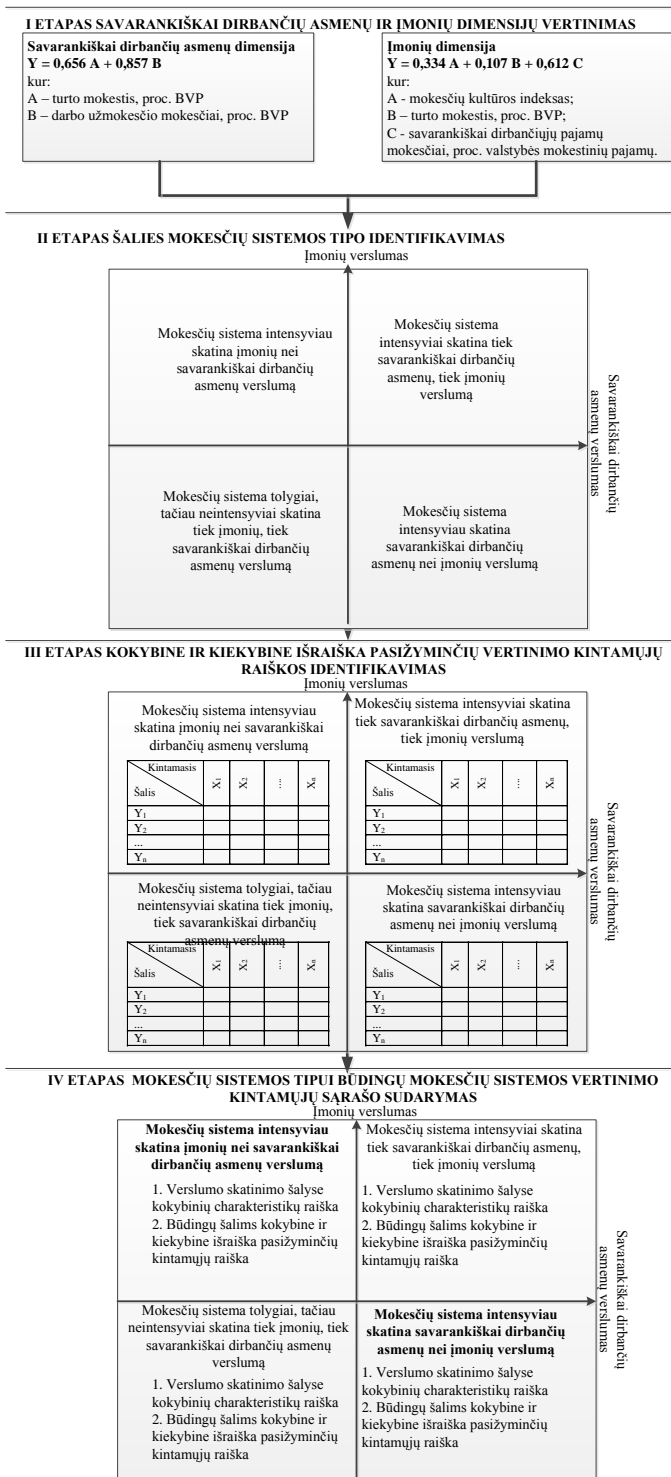 I ETAPAS SAVARANKIŠKAI DIRBANČIŲ ASMENŲ IR ĮMONIŲ DIMENSIJŲ VERTINIMAS
Savarankiškai dirbančių asmenų dimensija
Y = 0,656 A + 0,857 B
kur:
A – turto mokestis, proc. BVP
B – darbo užmokesčio mokesčiai, proc. BVP
Įmonių dimensija
Y = 0,334 A + 0,107 B + 0,612 C
kur:
A - mokesčių kultūros indeksas;
B – turto mokestis, proc. BVP;
C - savarankiškai dirbančiųjų pajamų
mokesčiai, proc. valstybės mokestinių pajamų.
II ETAPAS ŠALIES MOKESČIŲ SISTEMOS TIPO IDENTIFIKAVIMAS
Įmonių verslumas
Mokesčių sistema intensyviau
skatina įmonių nei
savarankiškai dirbančių
asmenų verslumą
Mokesčių sistema
intensyviai skatina tiek
savarankiškai dirbančių
asmenų, tiek įmonių
verslumą
Savarankiškai dirbančių
asmenų verslumas
Mokesčių sistema tolygiai,
tačiau neintensyviai skatina
tiek įmonių, tiek
savarankiškai dirbančių
asmenų verslumą
Mokesčių sistema
intensyviau skatina
savarankiškai dirbančių
asmenų nei įmonių verslumą
III ETAPAS KOKYBINE IR KIEKYBINE IŠRAIŠKA PASIŽYMINČIŲ VERTINIMO KINTAMŲJŲ
RAIŠKOS IDENTIFIKAVIMAS
Įmonių verslumas
Mokesčių sistema intensyviau
skatina įmonių nei savarankiškai
dirbančių asmenų verslumą
Kintamasis
Šalis
X1 X2 ... Xn
Y1
Y2
...
Yn
Mokesčių sistema intensyviai skatina
tiek savarankiškai dirbančių asmenų,
tiek įmonių verslumą
Kintamasis
Šalis
X1 X2 ... Xn
Y1
Y2
...
Yn
Savarankiškai dirbančių
asmenų verslumas
Mokesčių sistema tolygiai, tačiau
neintensyviai skatina tiek įmonių,
tiek savarankiškai dirbančių
asmenų verslumą
Kintamasis
Šalis
X1 X2 ... Xn
Y1
Y2
...
Yn
Mokesčių sistema intensyviau
skatina savarankiškai dirbančių
asmenų nei įmonių verslumą
Kintamasis
Šalis
X1 X2 ... Xn
Y1
Y2
...
Yn
IV ETAPAS MOKESČIŲ SISTEMOS TIPUI BŪDINGŲ MOKESČIŲ SISTEMOS VERTINIMO
KINTAMŲJŲ SĄRAŠO SUDARYMAS
Įmonių verslumas
Mokesčių sistema intensyviau
skatina įmonių nei savarankiškai
dirbančių asmenų verslumą
1. Verslumo skatinimo šalyse
kokybinių charakteristikų raiška
2. Būdingų šalims kokybine ir
kiekybine išraiška pasižyminčių
kintamųjų raiška
Mokesčių sistema intensyviai skatina
tiek savarankiškai dirbančių asmenų,
tiek įmonių verslumą
1. Verslumo skatinimo šalyse
kokybinių charakteristikų raiška
2. Būdingų šalims kokybine ir
kiekybine išraiška pasižyminčių
kintamųjų raiška
Savarankiškai dirbančių
asmenų verslumas
Mokesčių sistema tolygiai, tačiau
neintensyviai skatina tiek įmonių, tiek
savarankiškai dirbančių asmenų
verslumą
1. Verslumo skatinimo šalyse
kokybinių charakteristikų raiška
2. Būdingų šalims kokybine ir
kiekybine išraiška pasižyminčių
kintamųjų raiška
Mokesčių sistema intensyviau
skatina savarankiškai dirbančių
asmenų nei įmonių verslumą
1. Verslumo skatinimo šalyse
kokybinių charakteristikų raiška
2. Būdingų šalims kokybine ir
kiekybine išraiška pasižyminčių
kintamųjų raiška